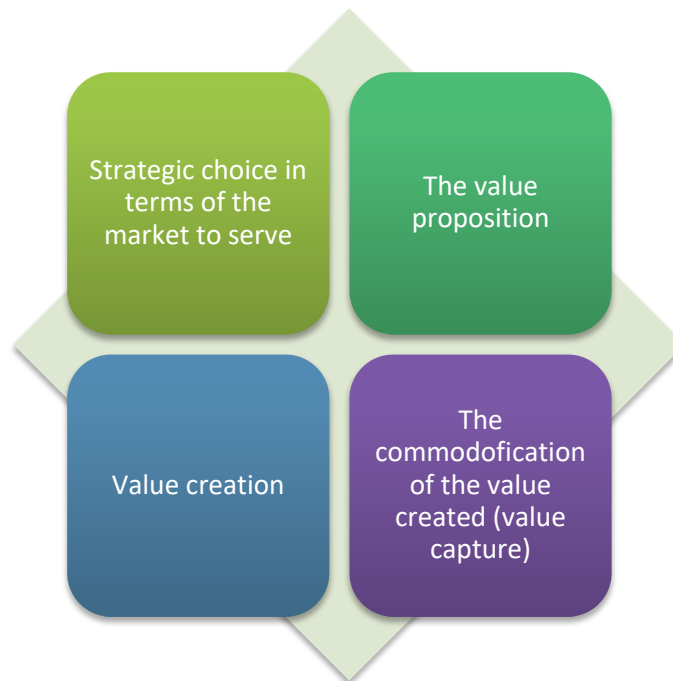 Strategic choice in
terms of the
market to serve
The value
proposition
Value creation
The
commodofication
of the value
created (value
capture)